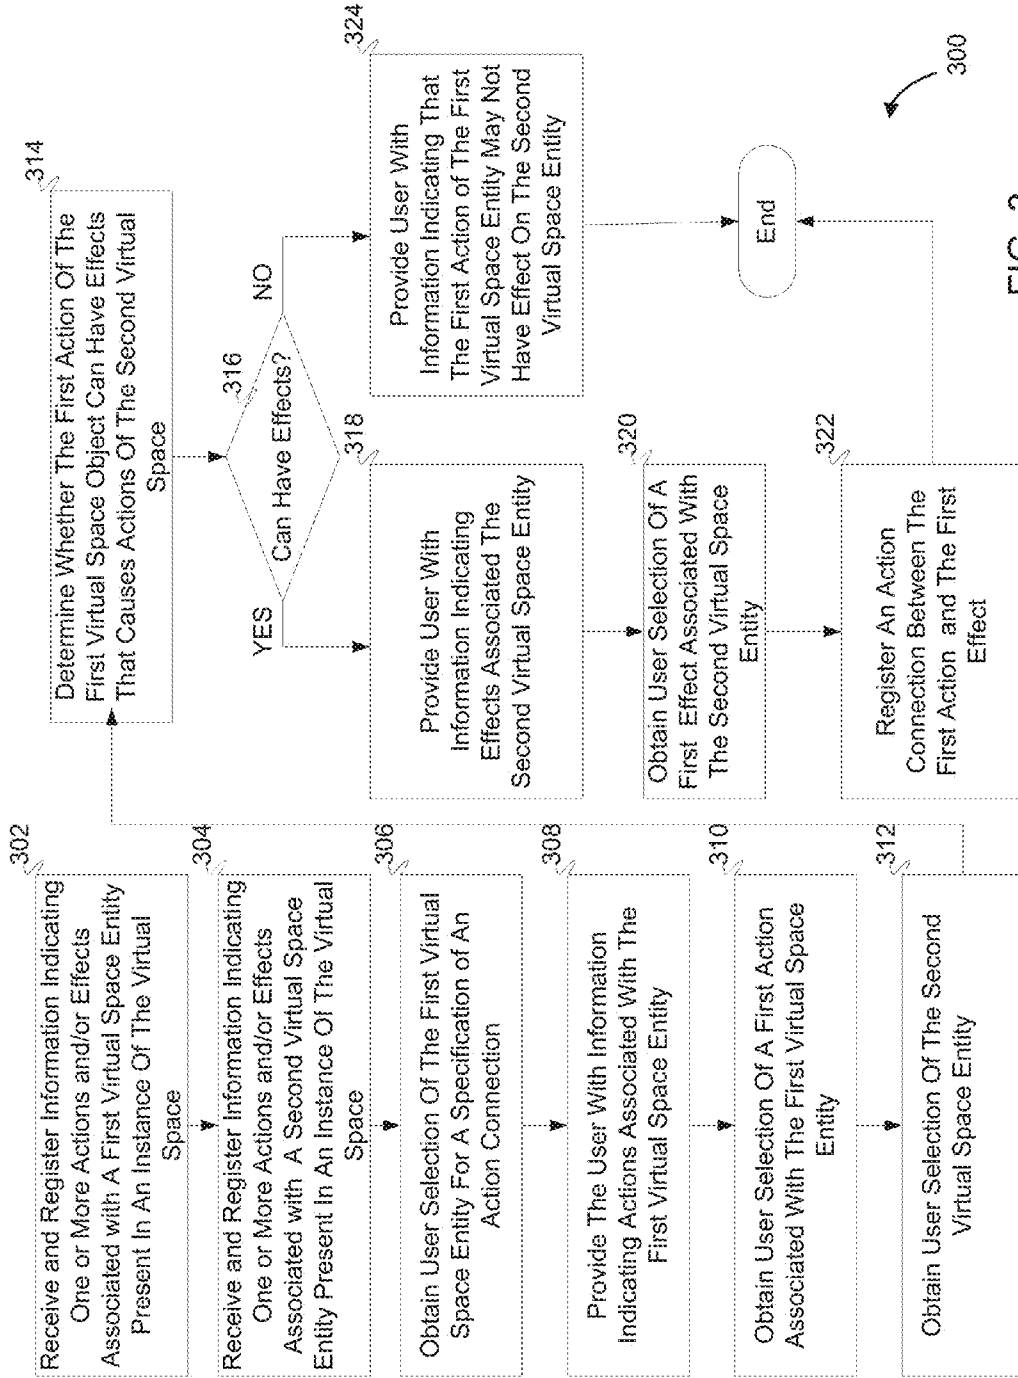 302
Receive and Register Information Indicating
One or More Actions and/or Effects
Associated with A First Virtual Space Entity
Present In An Instance Of The Virtual
Space
304
Receive and Register Information Indicating
One or More Actions and/or Effects
Associated with A Second Virtual Space
Entity Present In An Instance Of The Virtual
Space
306
Obtain User Selection Of The First Virtual
Space Entity For A Specification of An
Action Connection
308
Provide The User With Information
Indicating Actions Associated With The
First Virtual Space Entity
310
Obtain User Selection Of A First Action
Associated With The First Virtual Space
Entity
312
Obtain User Selection Of The Second
Virtual Space Entity
314
Determine Whether The First Action Of The
First Virtual Space Object Can Have Effects
That Causes Actions Of The Second Virtual
Space
316
Can Have Effects?
YES
NO
318
Provide User With
Information Indicating
Effects Associated The
Second Virtual Space Entity
320
Obtain User Selection Of A
First Effect Associated With
The Second Virtual Space
Entity
322
Register An Action
Connection Between The
First Action and The First
Effect
324
Provide User With
Information Indicating That
The First Action of The First
Virtual Space Entity May Not
Have Effect On The Second
Virtual Space Entity
End
300
FIG.